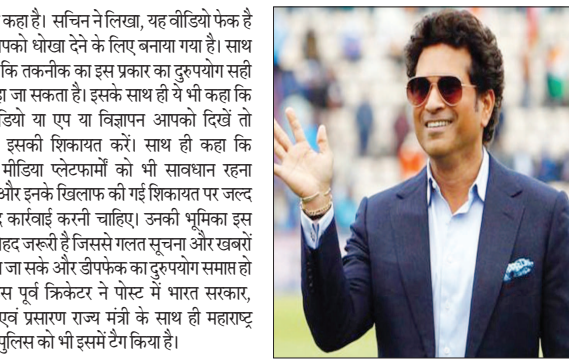 कहा है। सचिन ने लिखा, यह वीडियो फेक है
पको धोखा देने के लिए बनाया गया है। साथ
कि तकनीक का इस प्रकार का दुरुपयोग सही
हा जा सकता है। इसके साथ ही ये भी कहा कि
डियो या एप या विज्ञापन आपको दिखें तो
इसकी शिकायत करें। साथ ही कहा कि
मीडिया प्लेटफार्मों को भी सावधान रहना
और इनके खिलाफ की गई शिकायत पर जल्द
द कार्रवाई करनी चाहिए। उनकी भूमिका इस
हद जरूरी है जिससे गलत सूचना और खबरों
ा जा सके और डीपफेक का दुरुपयोग समाप्त हो
स पूर्व क्रिकेटर ने पोस्ट में भारत सरकार,
एवं प्रसारण राज्य मंत्री के साथ ही महाराष्ट्र
पुलिस को भी इसमें टैग किया है।